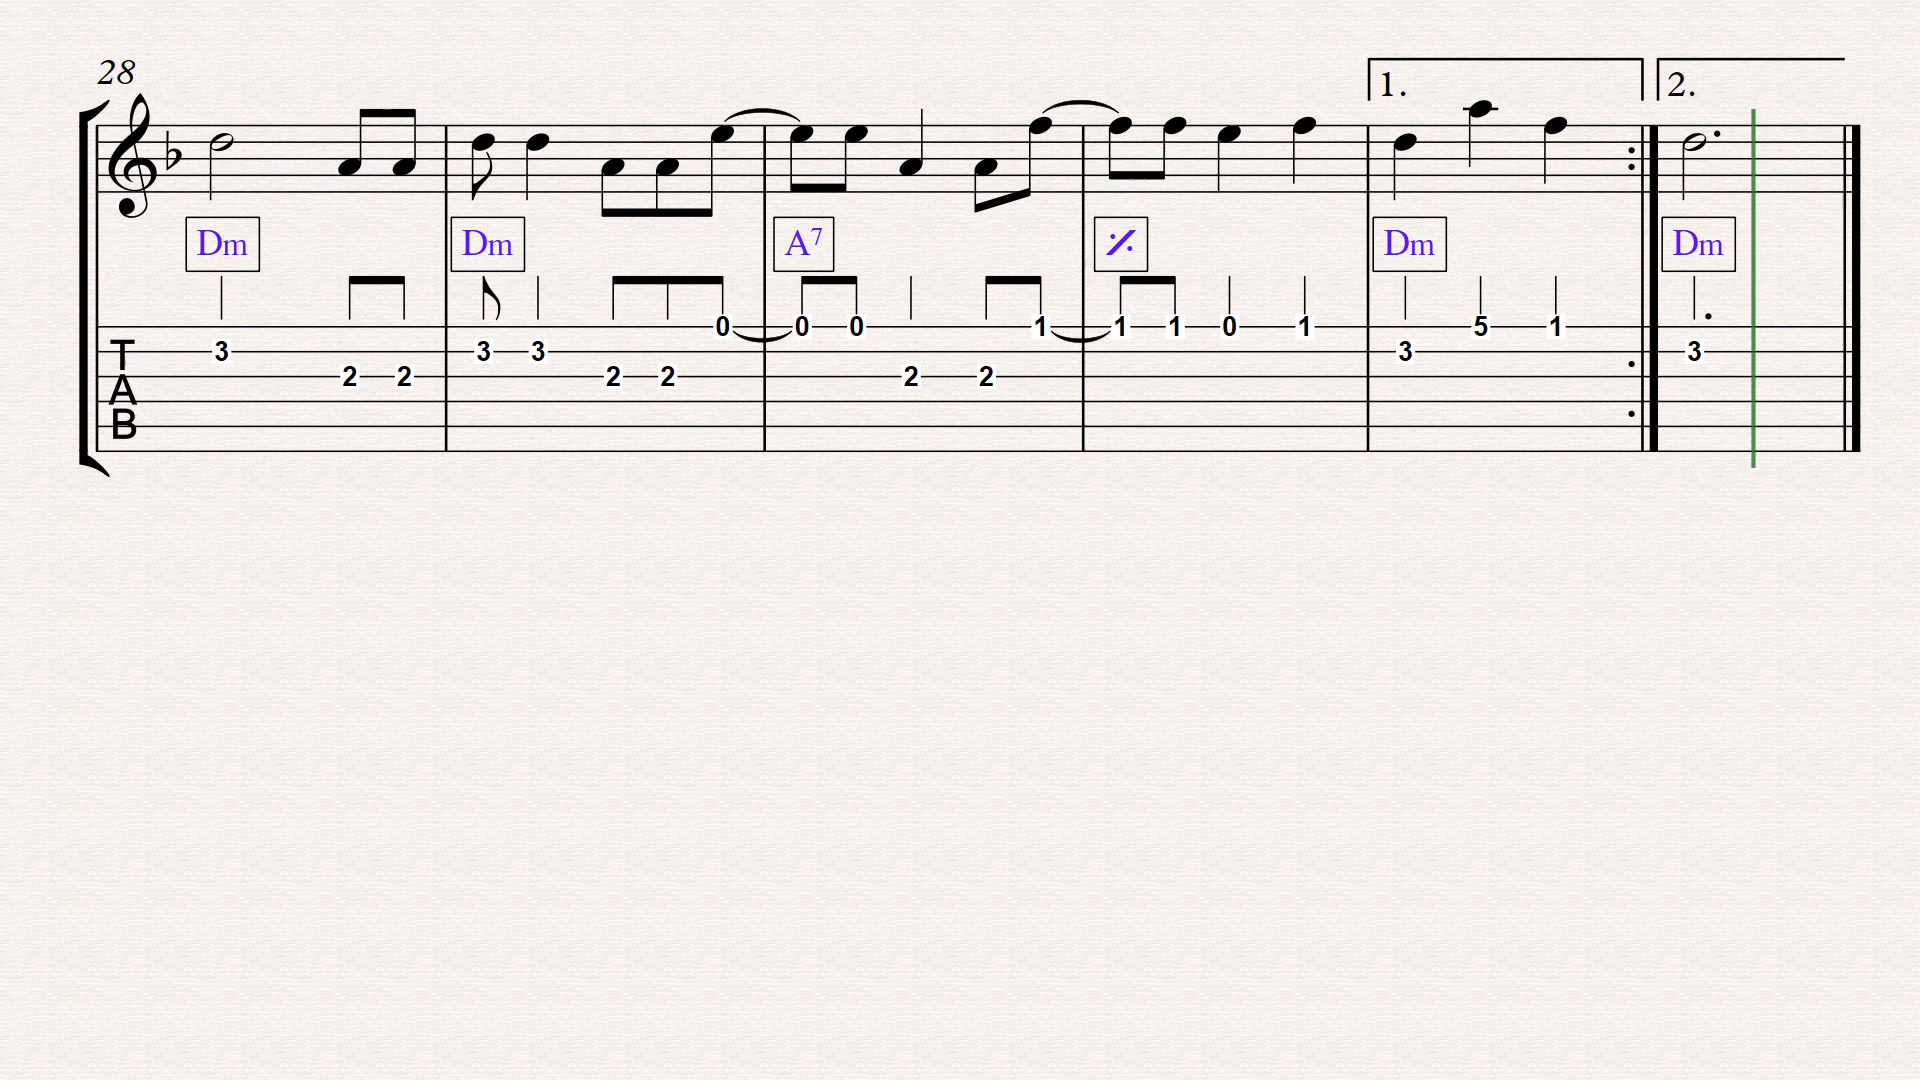 28
1. 2.
Dm Dm A7 ٪ Dm Dm
0 0 0 1 1 1 0 1 5 1
T 3 3 3 3 3
A 2 2 2 2 2 2
B